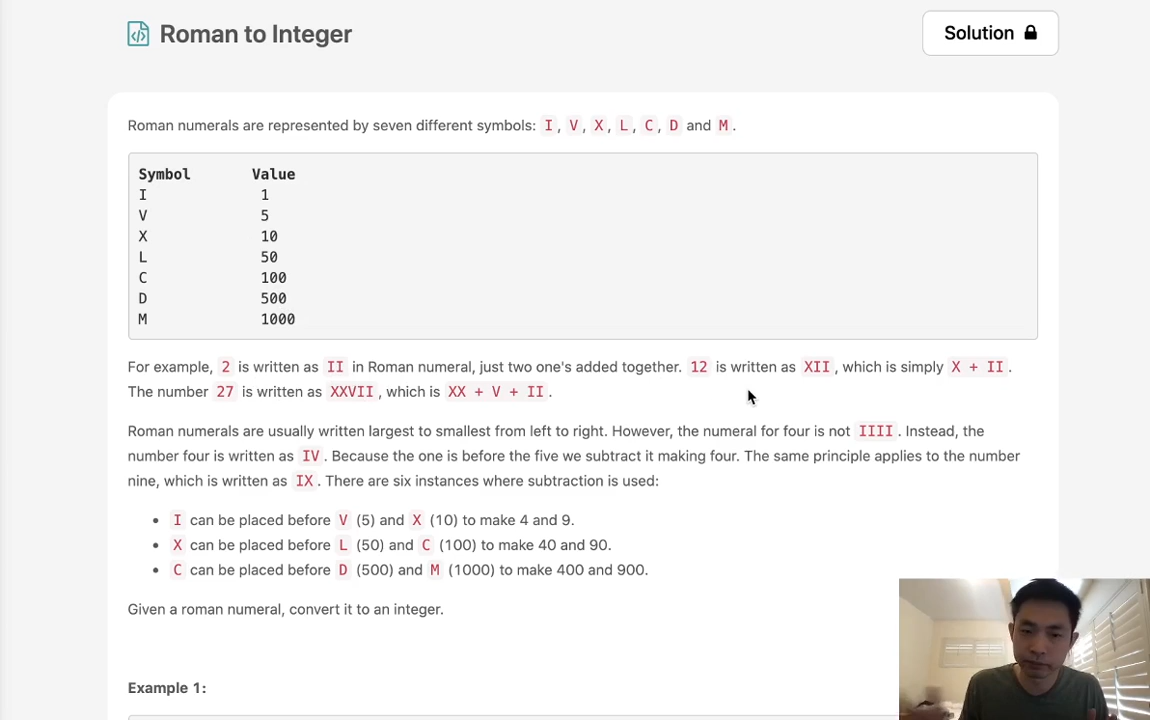 Roman to Integer
Solution
Roman numerals are represented by seven different symbols: I, V, X, L, C, D and M.
Symbol Value
I 1
V 5
X 10
L 50
C 100
D 500
M 1000
For example, 2 is written as II in Roman numeral, just two one's added together. 12 is written as XII, which is simply X + II.
The number 27 is written as XXVII, which is XX + V + II.
Roman numerals are usually written largest to smallest from left to right. However, the numeral for four is not IIII. Instead, the
number four is written as IV. Because the one is before the five we subtract it making four. The same principle applies to the number
nine, which is written as IX. There are six instances where subtraction is used:
• I can be placed before V (5) and X (10) to make 4 and 9.
• X can be placed before L (50) and C (100) to make 40 and 90.
• C can be placed before D (500) and M (1000) to make 400 and 900.
Given a roman numeral, convert it to an integer.
Example 1: